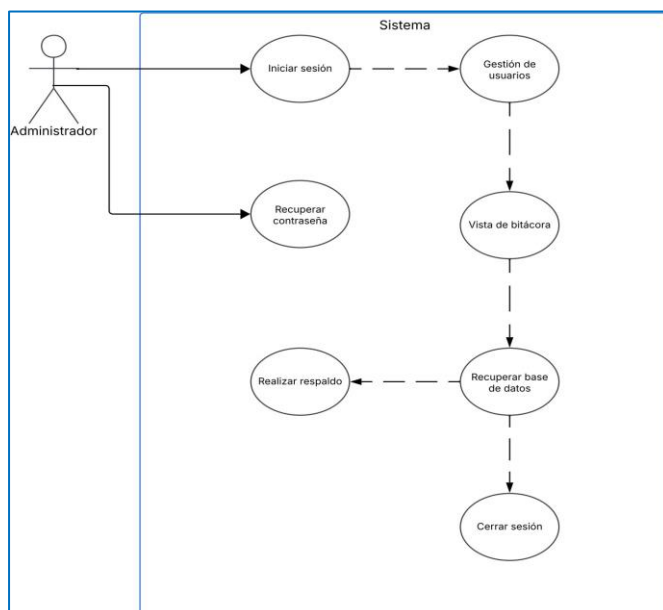 Sistema
Iniciar sesión
Gestión de
usuarios
Administrador
Recuperar
contraseña
Vista de bitácora
Realizar respaldo
Recuperar base
de datos
Cerrar sesión